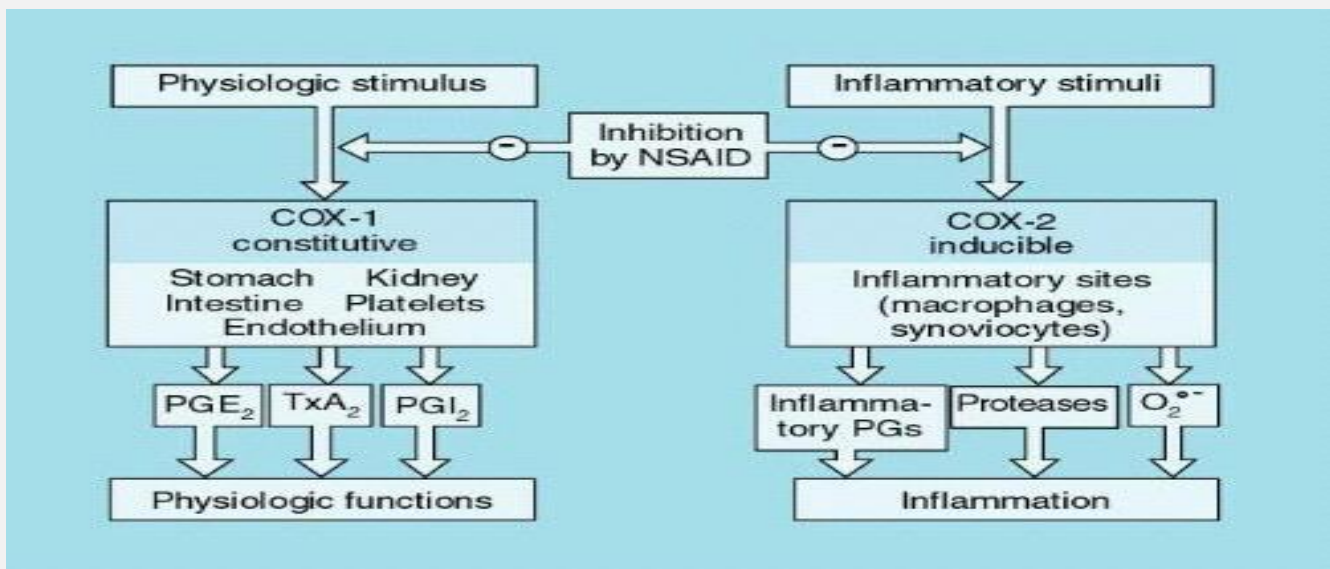 Physiologic stimulus
Inflammatory stimuli
Inhibition
by NSAID
-
-
COX-1
constitutive
Stomach Kidney
Intestine Platelets
Endothelium
COX-2
inducible
Inflammatory sites
(macrophages,
synoviocytes)
PGE₂
TxA₂
PGI₂
Inflamma-
tory PGs
Proteases
O₂•-
Physiologic functions
Inflammation